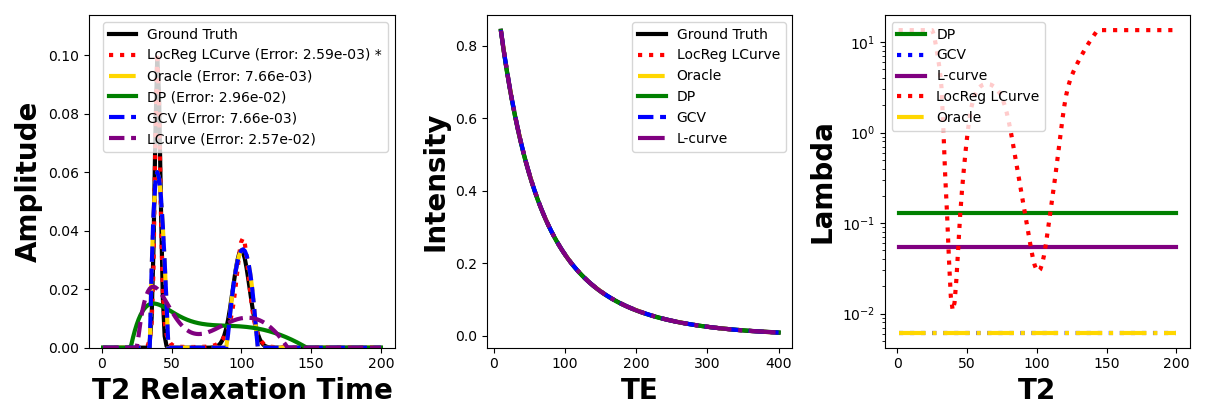 Amplitude
0.10
0.08
0.06
0.04
0.02
0.00
Ground Truth
LocReg LCurve (Error: 2.59e-03) *
Oracle (Error: 7.66e-03)
DP (Error: 2.96e-02)
GCV (Error: 7.66e-03)
LCurve (Error: 2.57e-02)
0 50 100 150 200
T2 Relaxation Time
Intensity
0.8
0.6
0.4
0.2
0.0
Ground Truth
LocReg LCurve
Oracle
DP
GCV
L-curve
0 100 200 300 400
TE
Lambda
10¹
10⁰
10⁻¹
10⁻²
DP
GCV
L-curve
LocReg LCurve
Oracle
0 50 100 150 200
T2